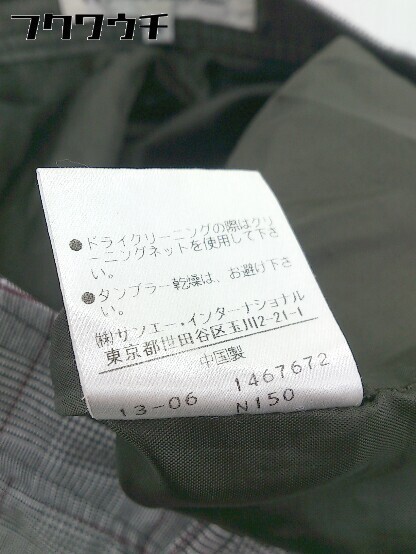 フクウウチ
●ドライクリーニングの際はクリ
ーニングネットを使用して下さ
い。
●タンブラー乾燥は、お避け下さ
い。
㈱サンエー・インターナショナル
東京都世田谷区玉川2-21-1
中国製
13-06 1467672
N150